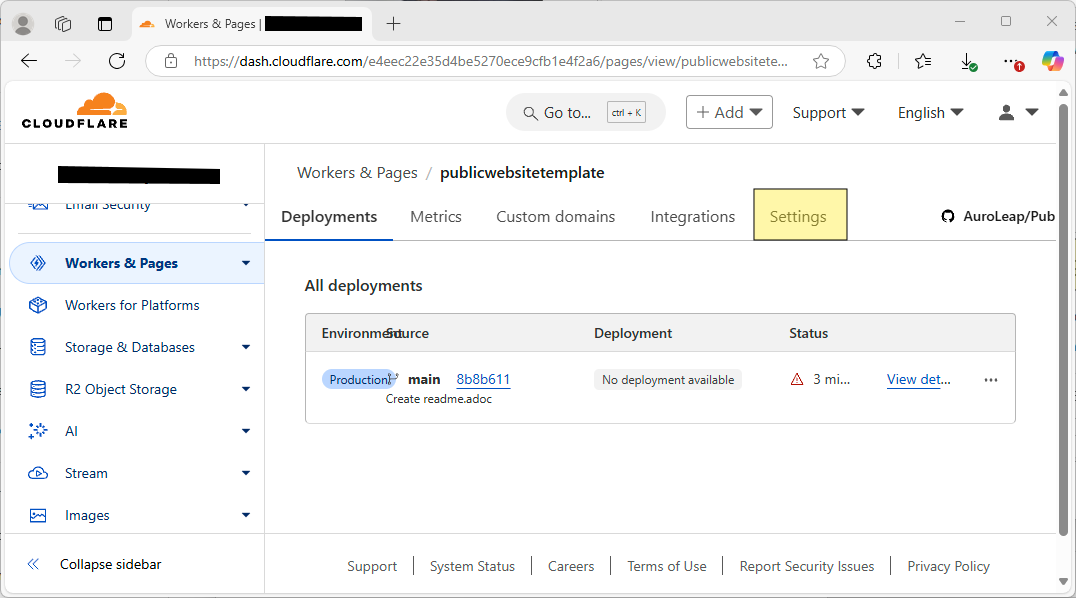 Workers & Pages |
https://dash.cloudflare.com/e4eec22e35d4be5270ece9cfb1e4f2a6/pages/view/publicwebsitete...
CLOUDFLARE
Go to... ctrl + K
Add
Support
English
Email Security
Workers & Pages
Workers for Platforms
Storage & Databases
R2 Object Storage
AI
Stream
Images
Collapse sidebar
Workers & Pages / publicwebsitetemplate
Deployments Metrics Custom domains Integrations Settings AuroLeap/Pub
All deployments
Environment Source Deployment Status
Production main 8b8b611 No deployment available 3 mi... View det... ...
Create readme.adoc
Support System Status Careers Terms of Use Report Security Issues Privacy Policy